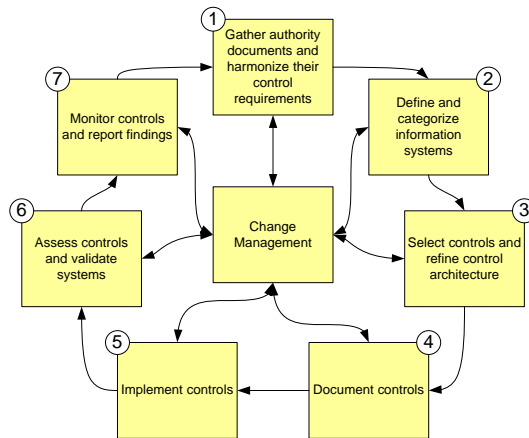 1
Gather authority
documents and
harmonize their
control
requirements
2
Define and
categorize
information
systems
3
Select controls and
refine control
architecture
4
Document controls
5
Implement controls
6
Assess controls
and validate
systems
7
Monitor controls
and report findings
Change
Management